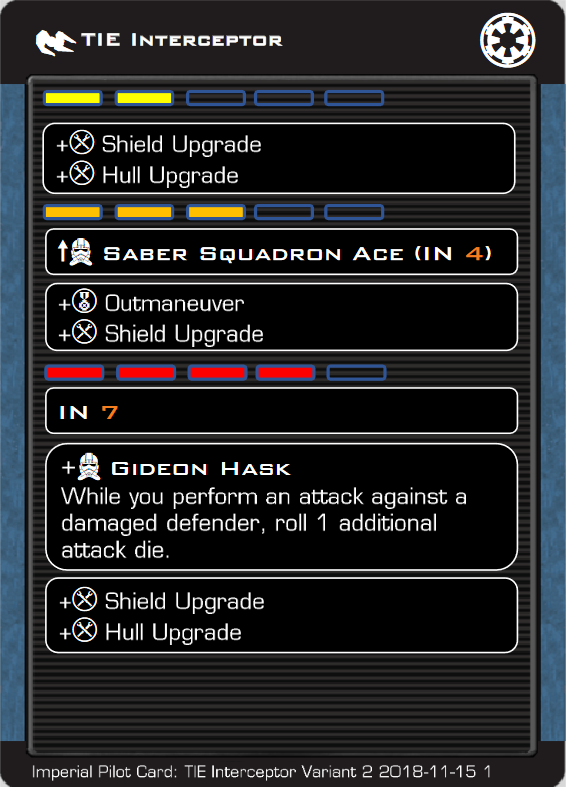 TIE Interceptor
+ Shield Upgrade
+ Hull Upgrade
Saber Squadron Ace (IN 4)
+ Outmaneuver
+ Shield Upgrade
IN 7
+ Gideon Hask
While you perform an attack against a
damaged defender, roll 1 additional
attack die.
+ Shield Upgrade
+ Hull Upgrade
Imperial Pilot Card: TIE Interceptor Variant 2 2018-11-15 1